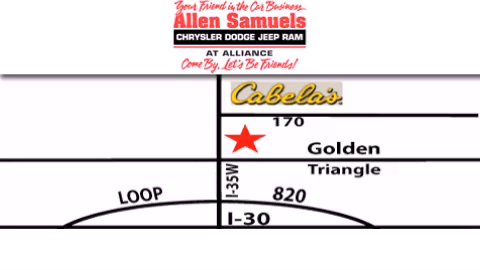 Your Friend in the Car Business...
Allen Samuels
CHRYSLER DODGE JEEP RAM
AT ALLIANCE
Come By, Let's Be Friends!
Cabela's
170
Golden
Triangle
I-35W
LOOP 820
I-30